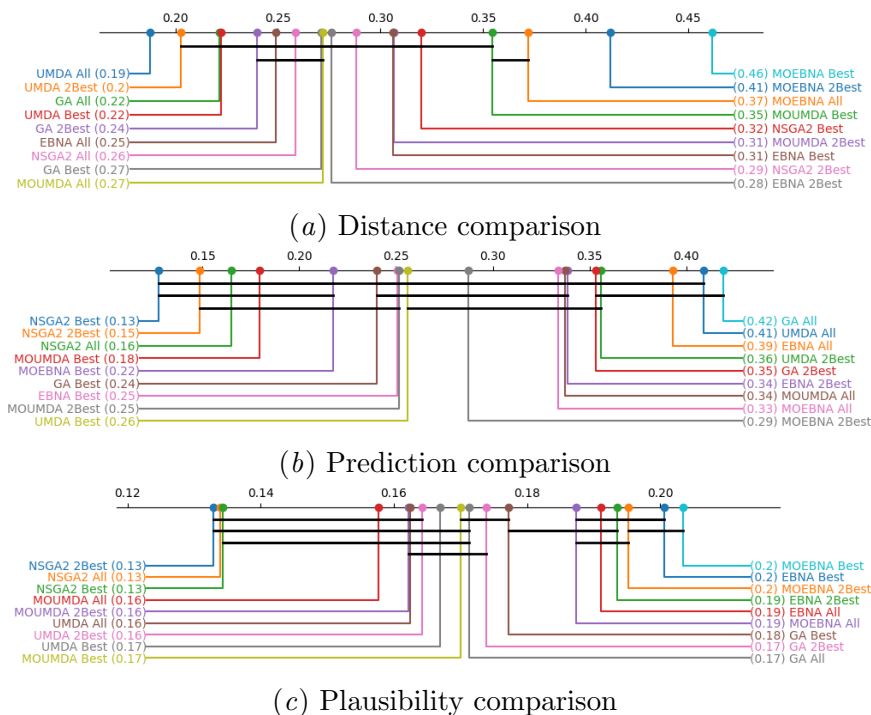 0.20 0.25 0.30 0.35 0.40 0.45
UMDA All (0.19)
(0.46) MOEBNA Best
UMDA 2Best (0.2)
(0.41) MOEBNA 2Best
GA All (0.22)
(0.37) MOEBNA All
UMDA Best (0.22)
(0.35) MOUMDA Best
GA 2Best (0.24)
(0.32) NSGA2 Best
EBNA All (0.25)
(0.31) MOUMDA 2Best
NSGA2 All (0.26)
(0.31) EBNA Best
GA Best (0.27)
(0.29) NSGA2 2Best
MOUMDA All (0.27)
(0.28) EBNA 2Best
(a) Distance comparison
0.15 0.20 0.25 0.30 0.35 0.40
NSGA2 Best (0.13)
(0.42) GA All
NSGA2 2Best (0.15)
(0.41) UMDA All
NSGA2 All (0.16)
(0.39) EBNA All
MOUMDA Best (0.18)
(0.36) UMDA 2Best
MOEBNA Best (0.22)
(0.35) GA 2Best
GA Best (0.24)
(0.34) EBNA 2Best
EBNA Best (0.25)
(0.34) MOUMDA All
MOUMDA 2Best (0.25)
(0.33) MOEBNA All
UMDA Best (0.26)
(0.29) MOEBNA 2Best
(b) Prediction comparison
0.12 0.14 0.16 0.18 0.20
NSGA2 2Best (0.13)
(0.2) MOEBNA Best
NSGA2 All (0.13)
(0.2) EBNA Best
NSGA2 Best (0.13)
(0.2) MOEBNA 2Best
MOUMDA All (0.16)
(0.19) EBNA 2Best
MOUMDA 2Best (0.16)
(0.19) EBNA All
UMDA All (0.16)
(0.19) MOEBNA All
UMDA 2Best (0.16)
(0.18) GA Best
UMDA Best (0.17)
(0.17) GA 2Best
MOUMDA Best (0.17)
(0.17) GA All
(c) Plausibility comparison